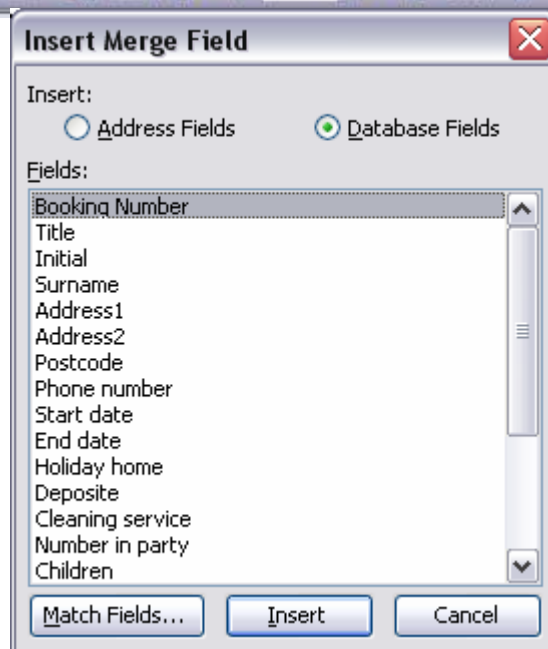 Insert Merge Field
Insert:
Address Fields Database Fields
Fields:
Booking Number
Title
Initial
Surname
Address1
Address2
Postcode
Phone number
Start date
End date
Holiday home
Deposite
Cleaning service
Number in party
Children
Match Fields... Insert Cancel